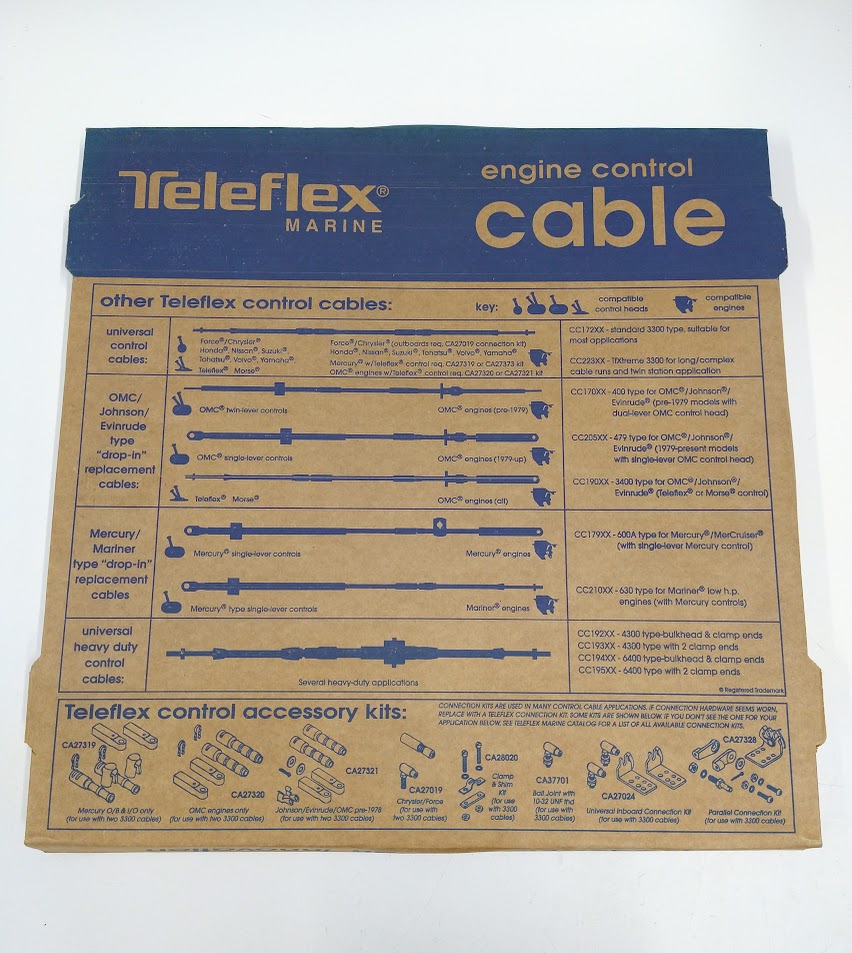 Teleflex®
MARINE
engine control
cable
other Teleflex control cables:
key:
compatible
control heads
compatible
engines
universal
control
cables:
Force®/Chrysler®
Honda®, Nissan®, Suzuki®,
Tohatsu®, Volvo®, Yamaha®,
Teleflex® Morse®
Force®/Chrysler® (outboards req. CA27019 connection kit)
Honda®, Nissan®, Suzuki®, Tohatsu®, Volvo®, Yamaha®
Mercury® w/Teleflex® control req. CA27319 or CA27373 kit
OMC® engines w/Teleflex® control req. CA27320 or CA27321 kit
CC172XX - standard 3300 type, suitable for
most applications
CC223XX - TiXtreme 3300 for long/complex
cable runs and twin station application
OMC/
Johnson/
Evinrude
type
"drop-in"
replacement
cables:
OMC® twin-lever controls
OMC® engines (pre-1979)
CC170XX - 400 type for OMC®/Johnson®/
Evinrude® (pre-1979 models with
dual-lever OMC control head)
OMC® single-lever controls
OMC® engines (1979-up)
CC205XX - 479 type for OMC®/Johnson®/
Evinrude® (1979-present models
with single-lever OMC control head)
Teleflex® Morse®
OMC® engines (all)
CC190XX - 3400 type for OMC®/Johnson®/
Evinrude® (Teleflex® or Morse® control)
Mercury/
Mariner
type "drop-in"
replacement
cables
Mercury® single-lever controls
Mercury® engines
CC179XX - 600A type for Mercury®/MerCruiser®
(with single-lever Mercury control)
Mercury® type single-lever controls
Mariner® engines
CC210XX - 630 type for Mariner® low h.p.
engines (with Mercury controls)
universal
heavy duty
control
cables:
Several heavy-duty applications
CC192XX - 4300 type-bulkhead & clamp ends
CC193XX - 4300 type with 2 clamp ends
CC194XX - 6400 type-bulkhead & clamp ends
CC195XX - 6400 type with 2 clamp ends
® Registered Trademark
Teleflex control accessory kits:
CONNECTION KITS ARE USED IN MANY CONTROL CABLE APPLICATIONS. IF CONNECTION HARDWARE SEEMS WORN,
REPLACE WITH A TELEFLEX CONNECTION KIT. SOME KITS ARE SHOWN BELOW. IF YOU DON'T SEE THE ONE FOR YOUR
APPLICATION BELOW, SEE TELEFLEX MARINE CATALOG FOR A LIST OF ALL AVAILABLE CONNECTION KITS.
CA27319
Mercury O/B & I/O only
(for use with two 3300 cables)
CA27320
OMC engines only
(for use with two 3300 cables)
CA27321
Johnson/Evinrude/OMC pre-1978
(for use with two 3300 cables)
CA27019
Chrysler/Force
(for use with
two 3300 cables)
CA28020
Clamp
& Shim
Kit
(for use
with 3300
cables)
CA37701
Ball Joint with
10-32 UNF thd
(for use with
3300 cables)
CA27024
Universal Inboard Connection Kit
(for use with 3300 cables)
CA27328
Parallel Connection Kit
(for use with 3300 cables)